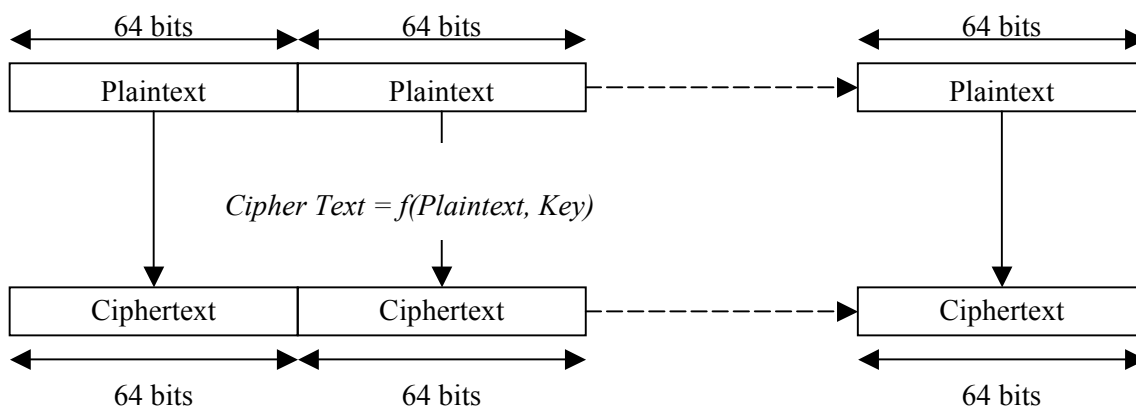 64 bits 64 bits 64 bits
Plaintext Plaintext Plaintext
Cipher Text = f(Plaintext, Key)
Ciphertext Ciphertext Ciphertext
64 bits 64 bits 64 bits